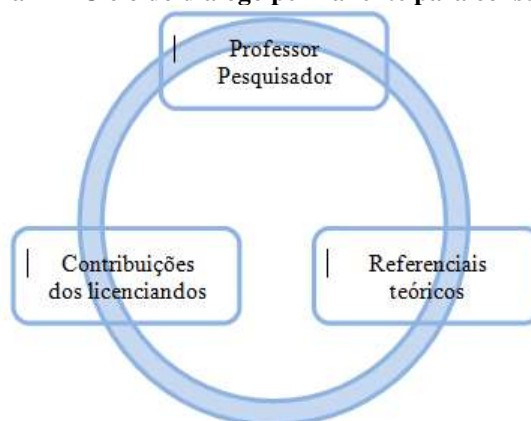 Professor
Pesquisador
Contribuições
dos licenciandos
Referenciais
teóricos